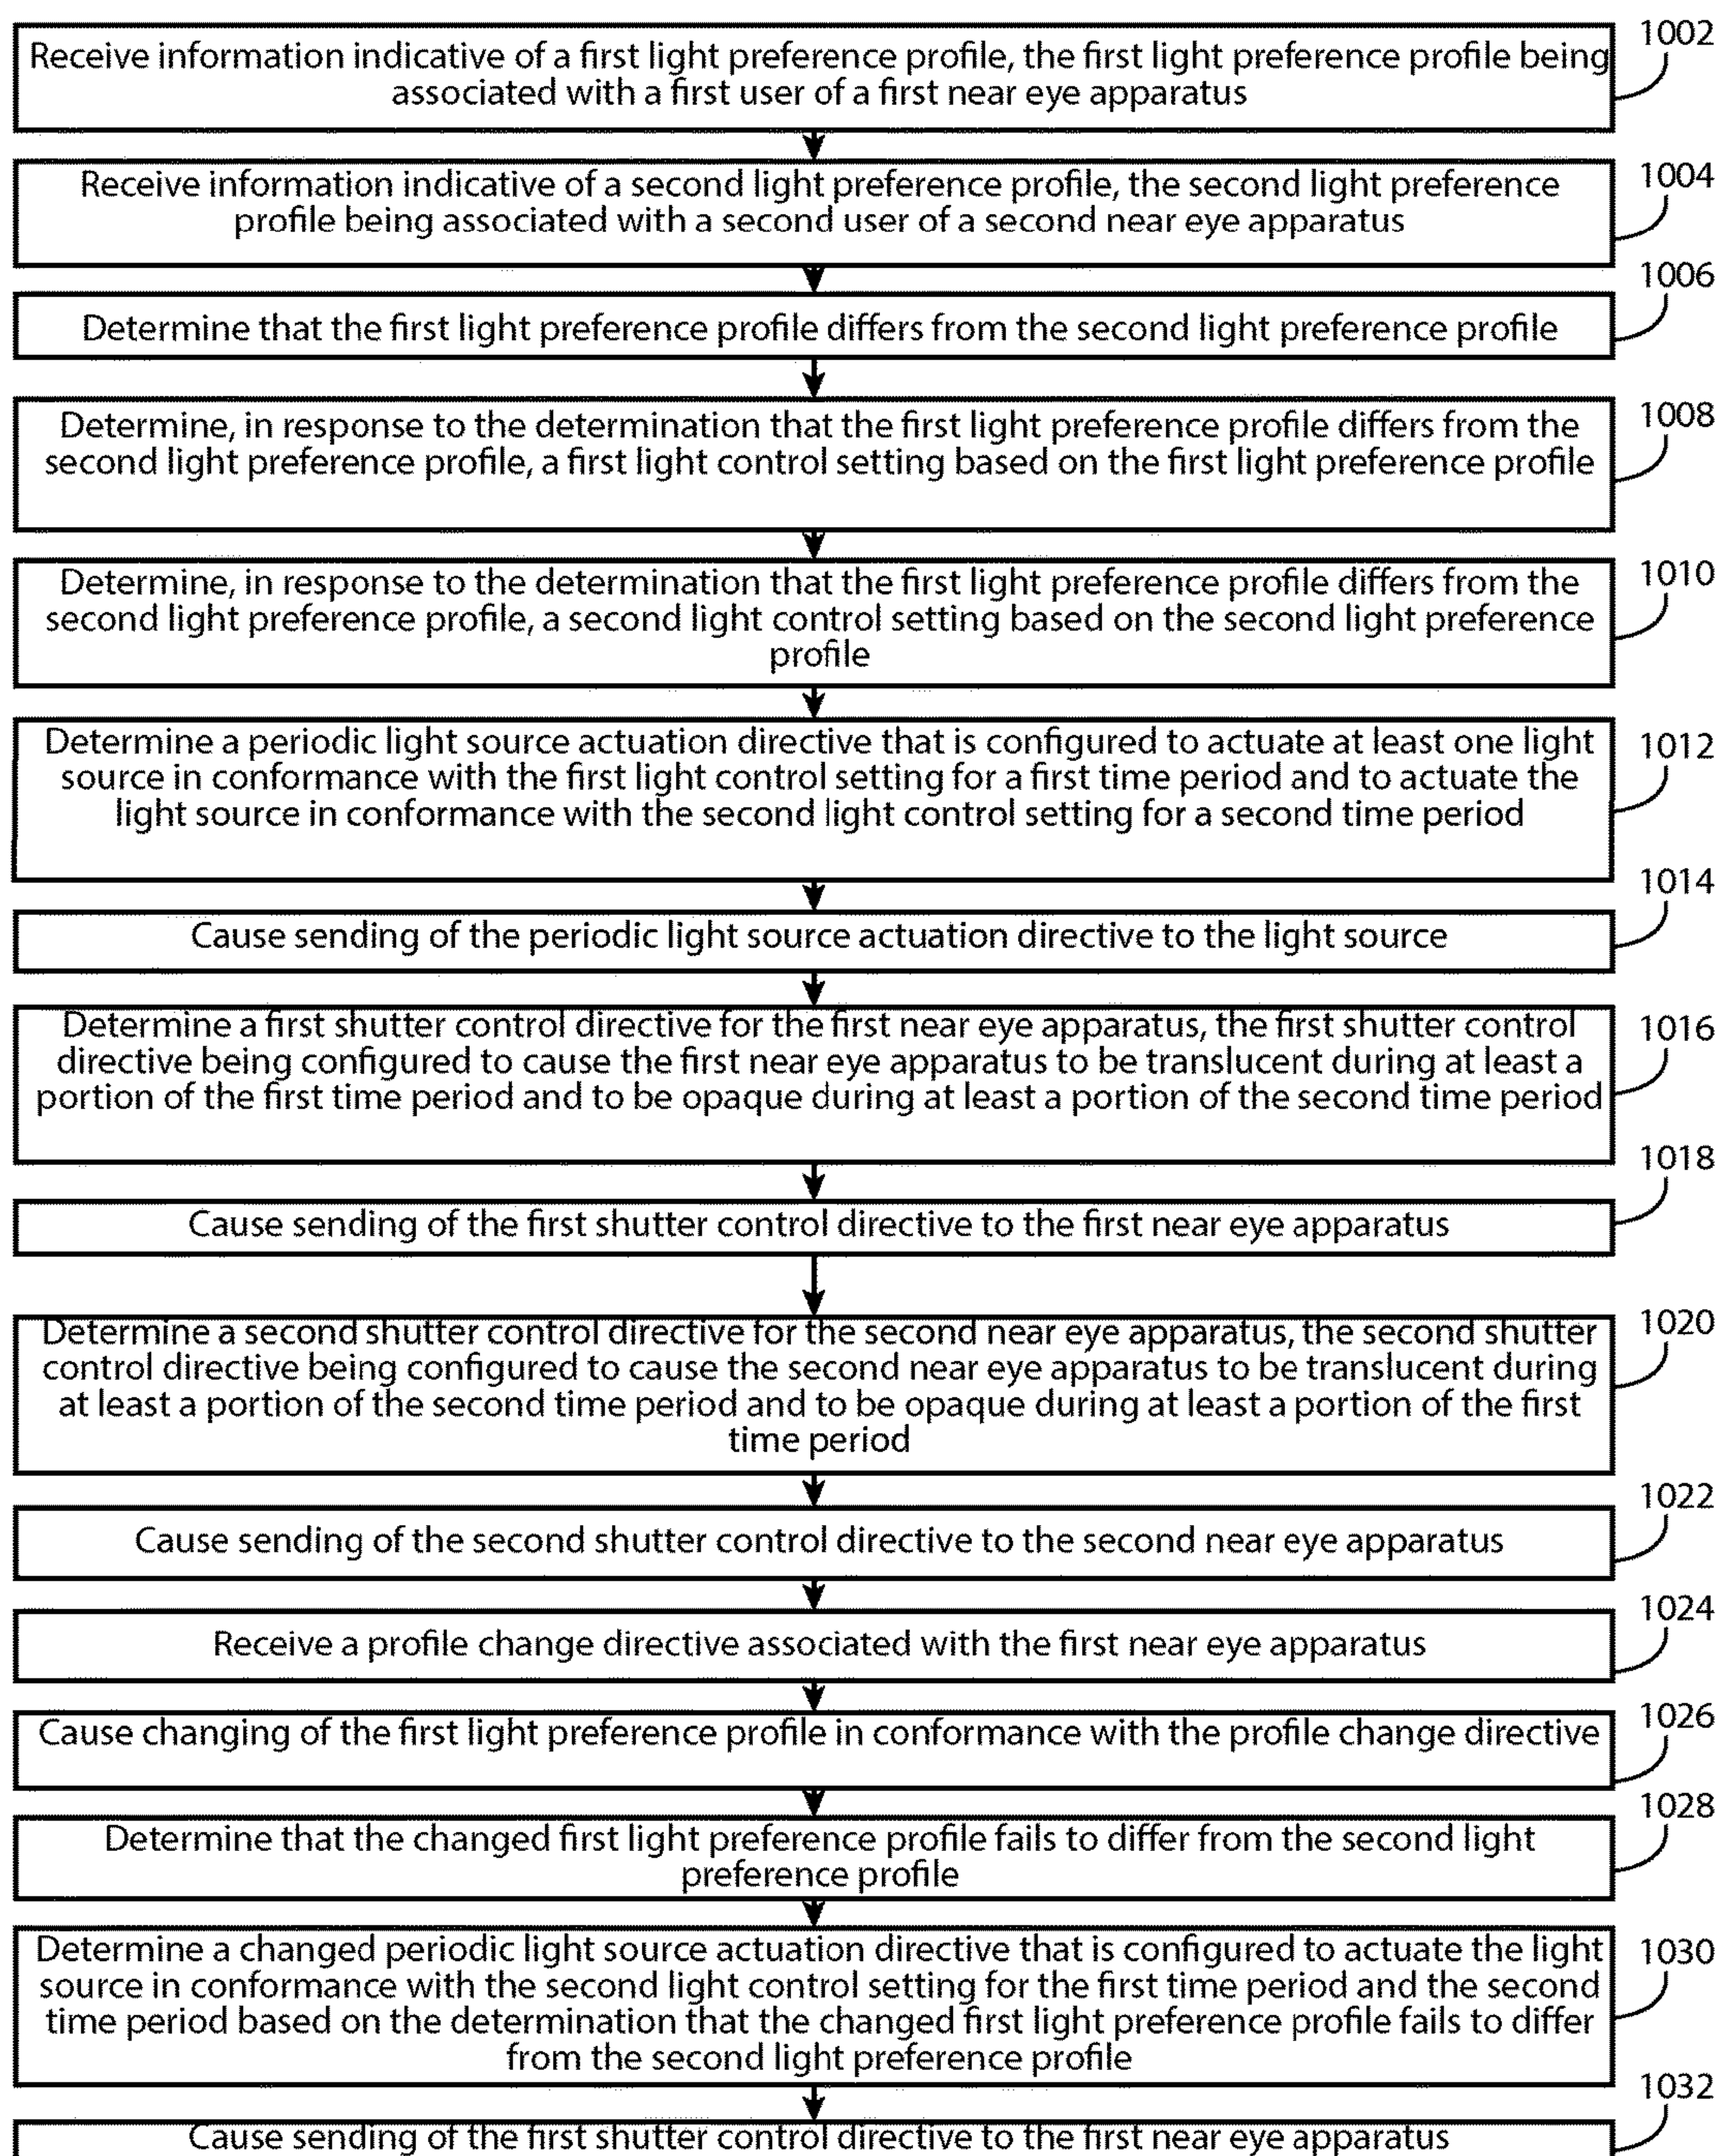 1002
Receive information indicative of a first light preference profile, the first light preference profile being
associated with a first user of a first near eye apparatus
1004
Receive information indicative of a second light preference profile, the second light preference
profile being associated with a second user of a second near eye apparatus
1006
Determine that the first light preference profile differs from the second light preference profile
1008
Determine, in response to the determination that the first light preference profile differs from the
second light preference profile, a first light control setting based on the first light preference profile
1010
Determine, in response to the determination that the first light preference profile differs from the
second light preference profile, a second light control setting based on the second light preference
profile
1012
Determine a periodic light source actuation directive that is configured to actuate at least one light
source in conformance with the first light control setting for a first time period and to actuate the
light source in conformance with the second light control setting for a second time period
1014
Cause sending of the periodic light source actuation directive to the light source
1016
Determine a first shutter control directive for the first near eye apparatus, the first shutter control
directive being configured to cause the first near eye apparatus to be translucent during at least a
portion of the first time period and to be opaque during at least a portion of the second time period
1018
Cause sending of the first shutter control directive to the first near eye apparatus
1020
Determine a second shutter control directive for the second near eye apparatus, the second shutter
control directive being configured to cause the second near eye apparatus to be translucent during
at least a portion of the second time period and to be opaque during at least a portion of the first
time period
1022
Cause sending of the second shutter control directive to the second near eye apparatus
1024
Receive a profile change directive associated with the first near eye apparatus
1026
Cause changing of the first light preference profile in conformance with the profile change directive
1028
Determine that the changed first light preference profile fails to differ from the second light
preference profile
1030
Determine a changed periodic light source actuation directive that is configured to actuate the light
source in conformance with the second light control setting for the first time period and the second
time period based on the determination that the changed first light preference profile fails to differ
from the second light preference profile
1032
Cause sending of the first shutter control directive to the first near eye apparatus